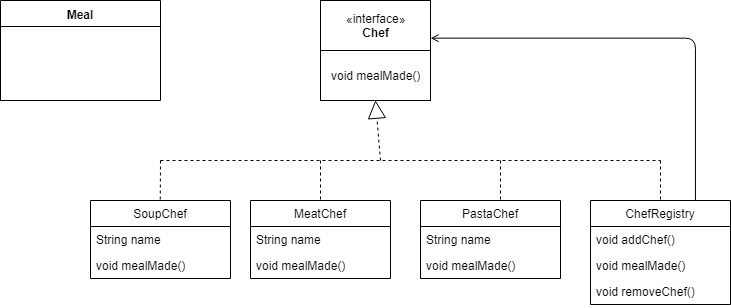 Meal
«interface»
Chef
void mealMade()
SoupChef
String name
void mealMade()
MeatChef
String name
void mealMade()
PastaChef
String name
void mealMade()
ChefRegistry
void addChef()
void mealMade()
void removeChef()